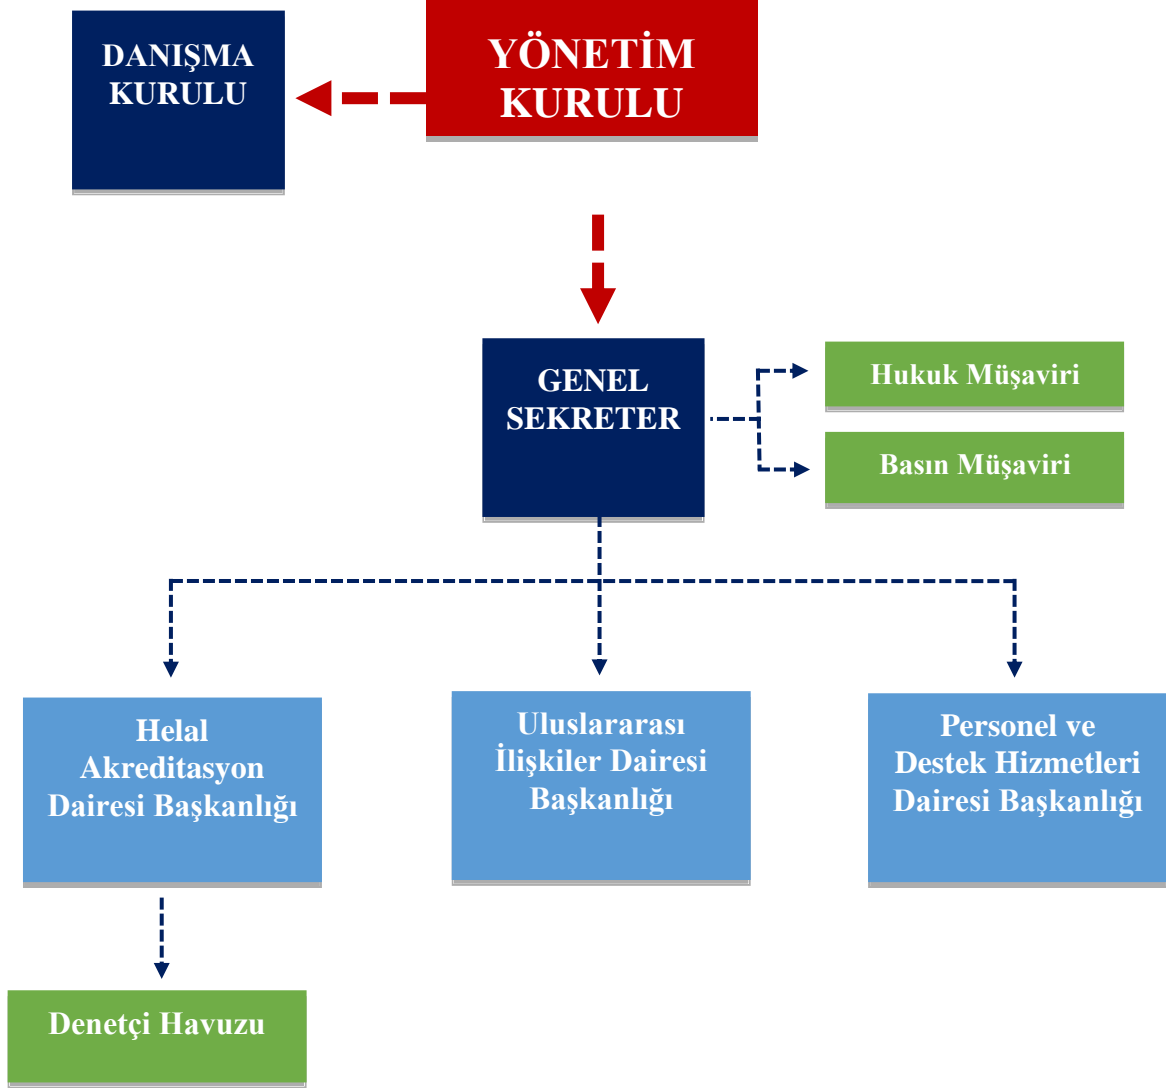 DANIŞMA
KURULU
YÖNETİM
KURULU
GENEL
SEKRETER
Hukuk Müşaviri
Basın Müşaviri
Helal
Akreditasyon
Dairesi Başkanlığı
Uluslararası
İlişkiler Dairesi
Başkanlığı
Personel ve
Destek Hizmetleri
Dairesi Başkanlığı
Denetçi Havuzu